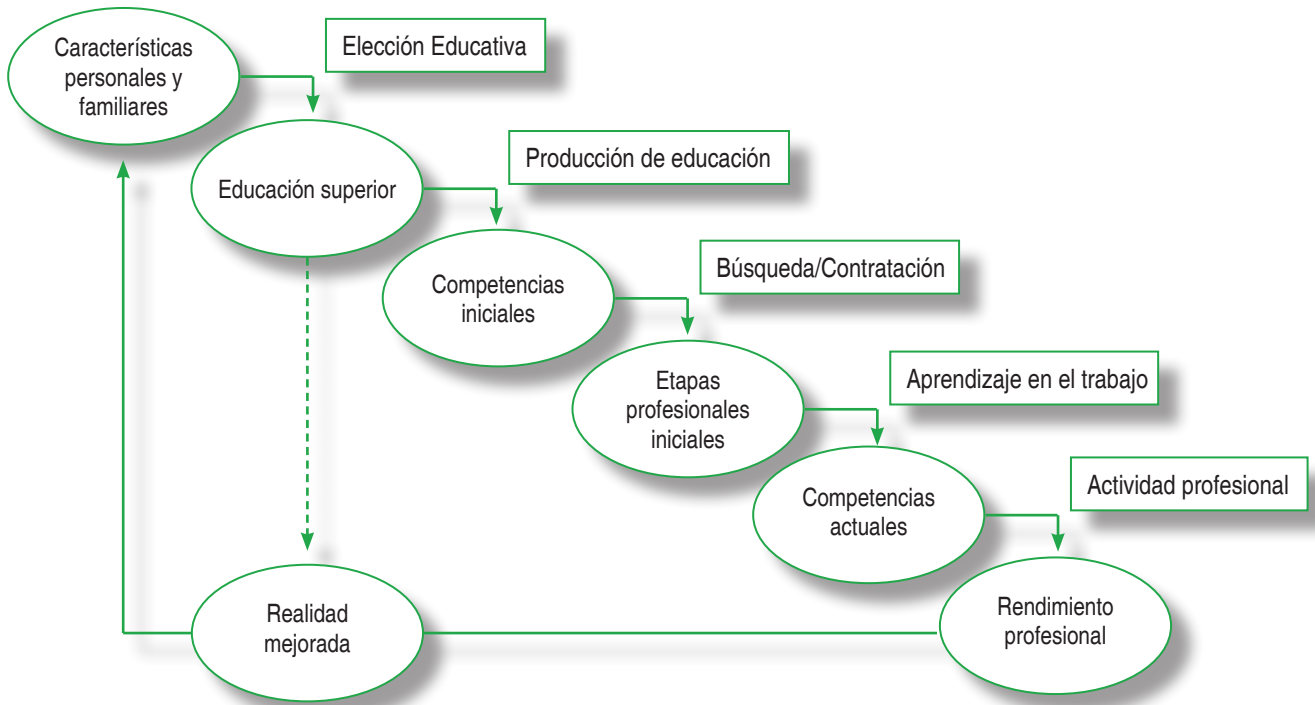 Características
personales y
familiares
Elección Educativa
Educación superior
Producción de educación
Competencias
iniciales
Búsqueda/Contratación
Etapas
profesionales
iniciales
Aprendizaje en el trabajo
Competencias
actuales
Actividad profesional
Rendimiento
profesional
Realidad
mejorada